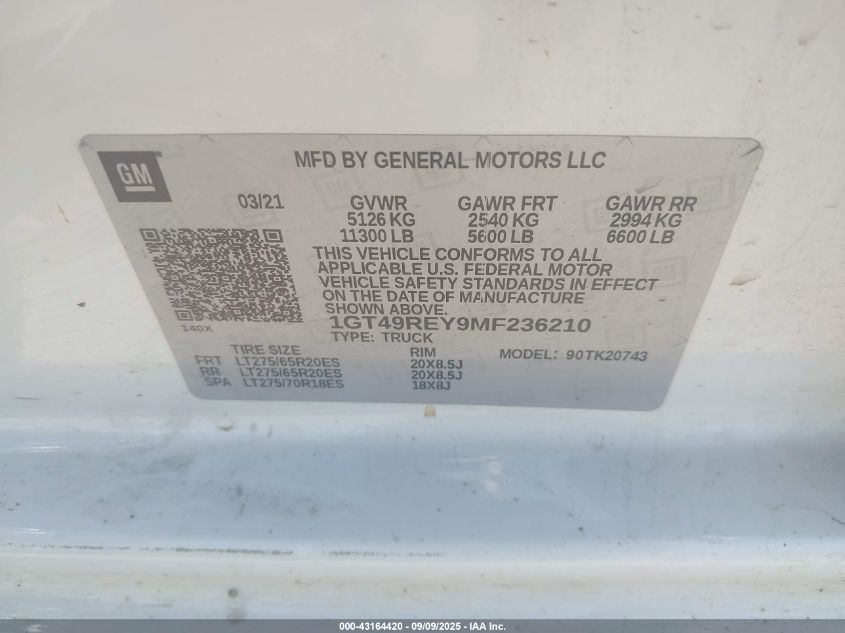 GM
MFD BY GENERAL MOTORS LLC
03/21 GVWR GAWR FRT GAWR RR
5126 KG 2540 KG 2994 KG
11300 LB 5600 LB 6600 LB
THIS VEHICLE CONFORMS TO ALL
APPLICABLE U.S. FEDERAL MOTOR
VEHICLE SAFETY STANDARDS IN EFFECT
ON THE DATE OF MANUFACTURE
SHOWN ABOVE.
140X
1GT49REY9MF236210
TYPE: TRUCK
TIRE SIZE RIM MODEL: 90TK20743
FRT LT275/65R20ES 20X8.5J
RR LT275/65R20ES 20X8.5J
SPA LT275/70R18ES 18X8J
000-43164420 - 09/09/2025 - IAA Inc.